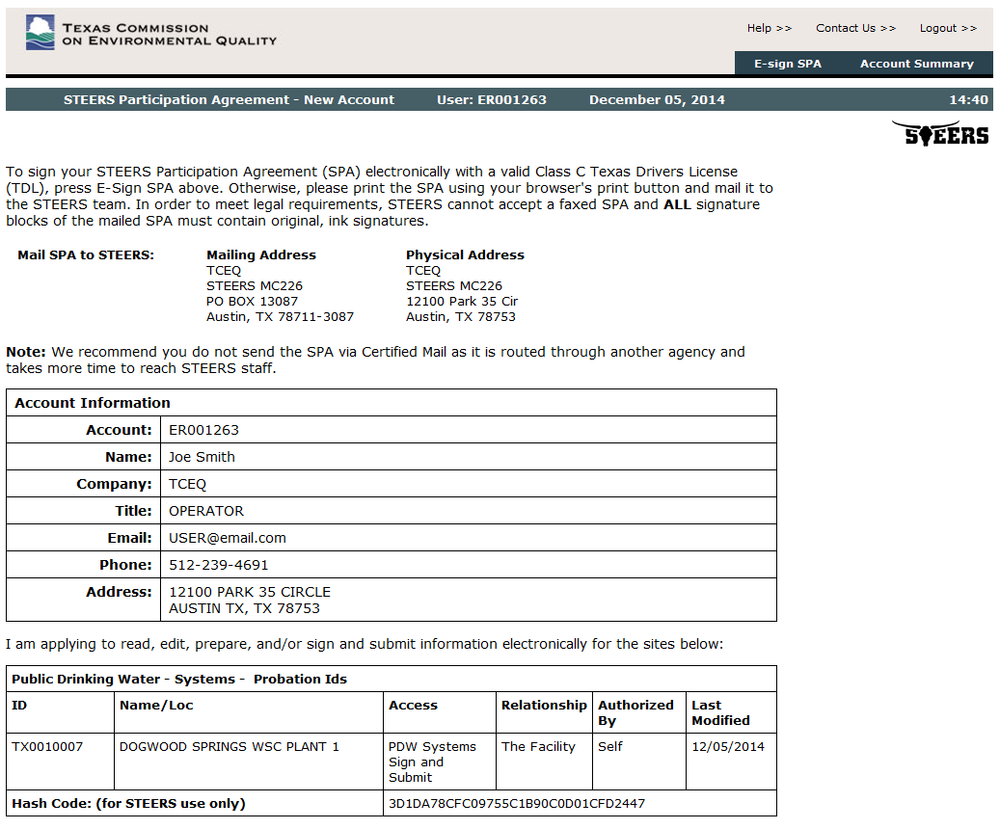 TEXAS COMMISSION
ON ENVIRONMENTAL QUALITY
Help >> Contact Us >> Logout >>
E-sign SPA Account Summary
STEERS Participation Agreement - New Account User: ER001263 December 05, 2014 14:40
STEERS
To sign your STEERS Participation Agreement (SPA) electronically with a valid Class C Texas Drivers License
(TDL), press E-Sign SPA above. Otherwise, please print the SPA using your browser's print button and mail it to
the STEERS team. In order to meet legal requirements, STEERS cannot accept a faxed SPA and ALL signature
blocks of the mailed SPA must contain original, ink signatures.
Mail SPA to STEERS: Mailing Address Physical Address
TCEQ TCEQ
STEERS MC226 STEERS MC226
PO BOX 13087 12100 Park 35 Cir
Austin, TX 78711-3087 Austin, TX 78753
Note: We recommend you do not send the SPA via Certified Mail as it is routed through another agency and
takes more time to reach STEERS staff.
Account Information
Account: ER001263
Name: Joe Smith
Company: TCEQ
Title: OPERATOR
Email: USER@email.com
Phone: 512-239-4691
Address: 12100 PARK 35 CIRCLE
AUSTIN TX, TX 78753
I am applying to read, edit, prepare, and/or sign and submit information electronically for the sites below:
Public Drinking Water - Systems - Probation Ids
ID Name/Loc Access Relationship Authorized Last
By Modified
TX0010007 DOGWOOD SPRINGS WSC PLANT 1 PDW Systems The Facility Self 12/05/2014
Sign and
Submit
Hash Code: (for STEERS use only) 3D1DA78CFC09755C1B90C0D01CFD2447